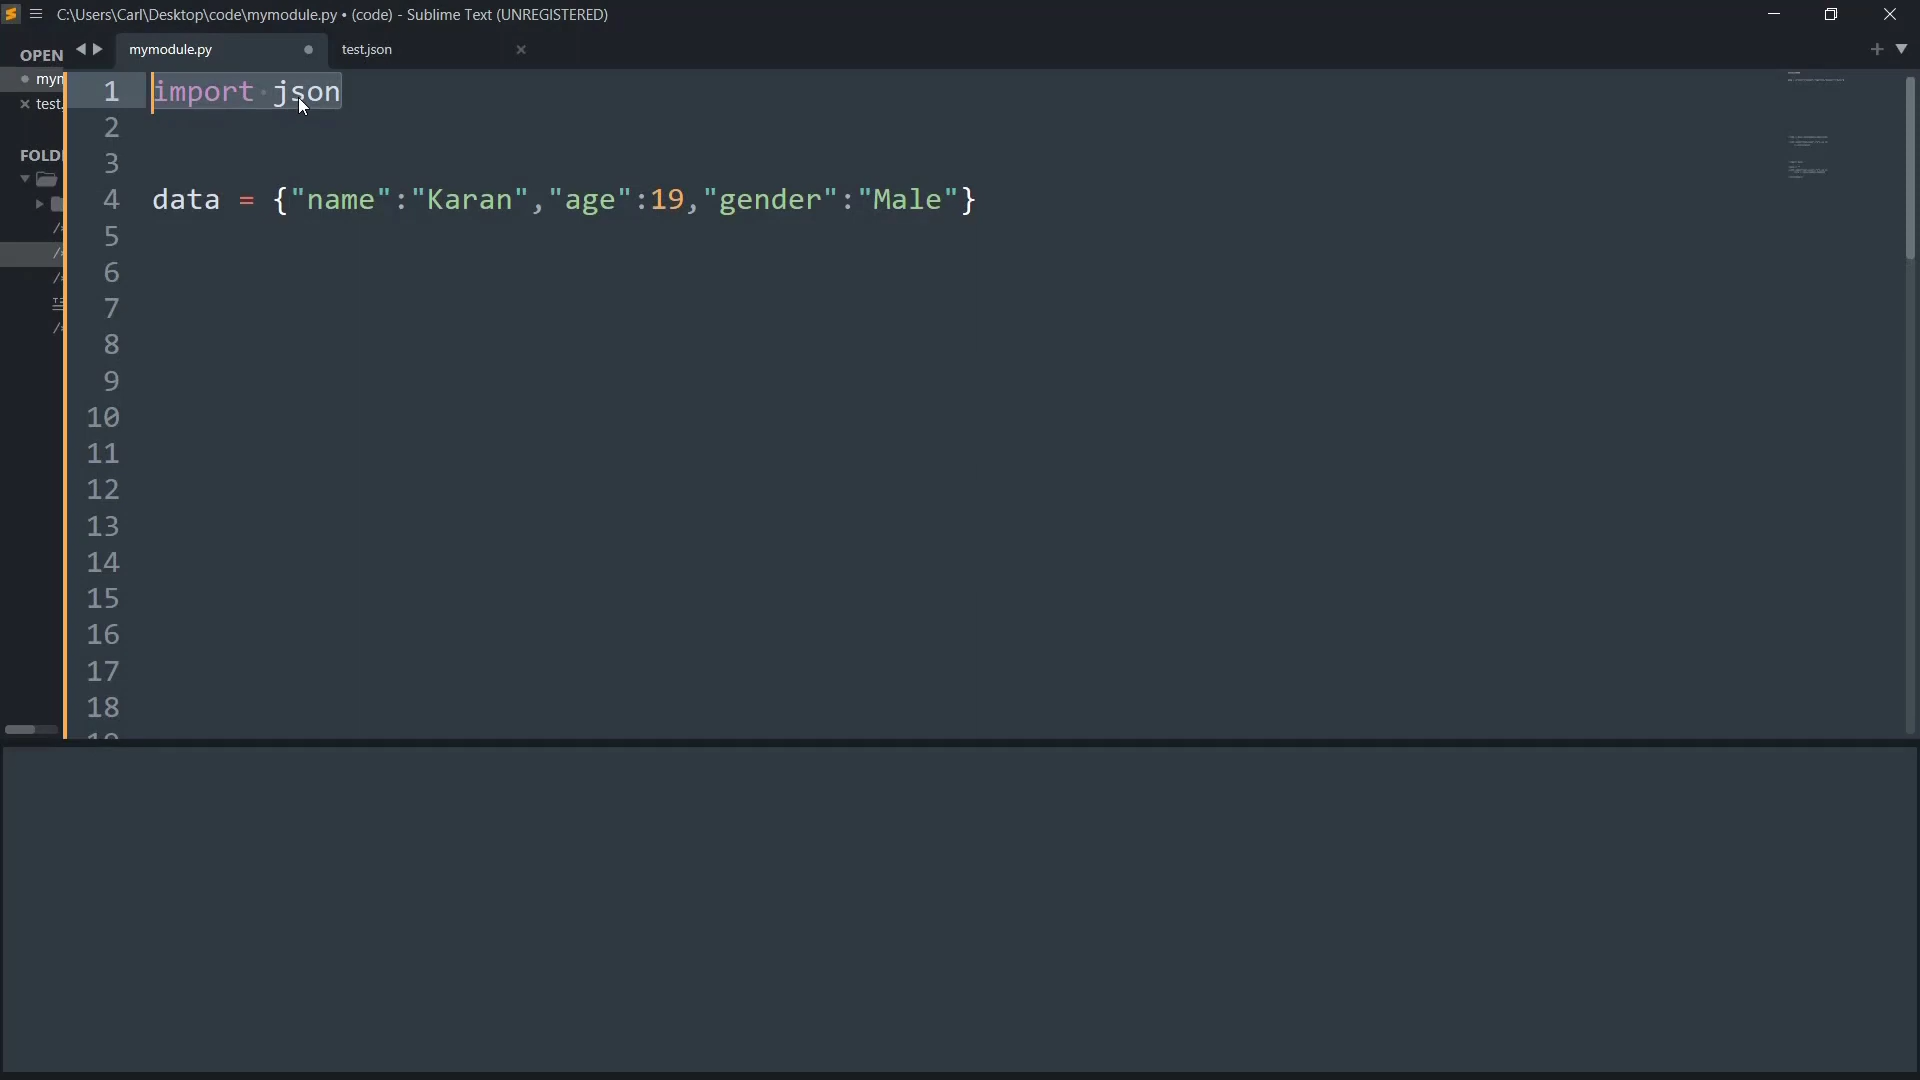 C:\Users\Carl\Desktop\code\mymodule.py • (code) - Sublime Text (UNREGISTERED)
OPEN
mymodule.py
test.json
FOLD
1 import json
2
3
4 data = {"name":"Karan","age":19,"gender":"Male"}
5
6
7
8
9
10
11
12
13
14
15
16
17
18